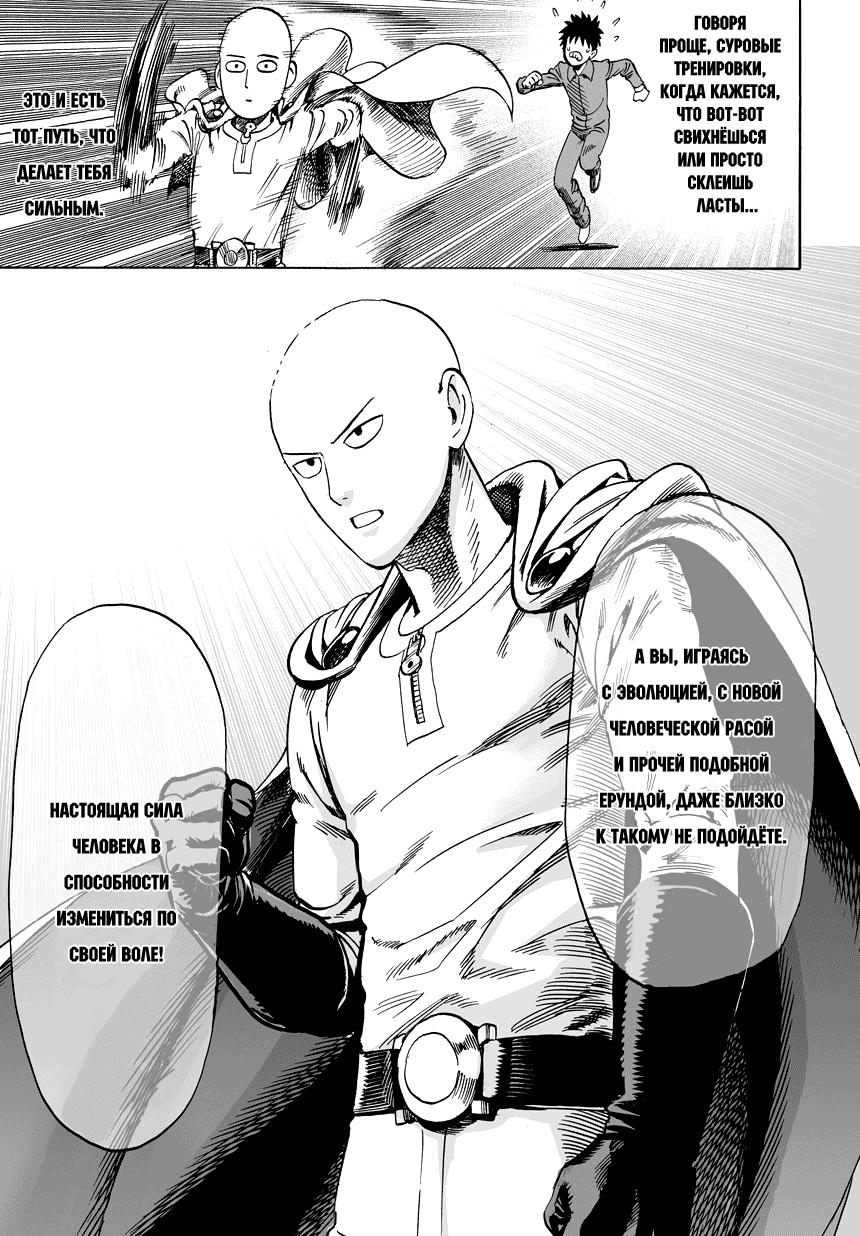 ГОВОРЯ
ПРОЩЕ, СУРОВЫЕ
ТРЕНИРОВКИ,
КОГДА КАЖЕТСЯ,
ЧТО ВОТ-ВОТ
СВИХНЁШЬСЯ
ИЛИ ПРОСТО
СКЛЕИШЬ
ЛАСТЫ...
ЭТО И ЕСТЬ
ТОТ ПУТЬ, ЧТО
ДЕЛАЕТ ТЕБЯ
СИЛЬНЫМ.
А ВЫ, ИГРАЯСЬ
С ЭВОЛЮЦИЕЙ, С НОВОЙ
ЧЕЛОВЕЧЕСКОЙ РАСОЙ
И ПРОЧЕЙ ПОДОБНОЙ
ЕРУНДОЙ, ДАЖЕ БЛИЗКО
К ТАКОМУ НЕ ПОДОЙДЁТЕ.
НАСТОЯЩАЯ СИЛА
ЧЕЛОВЕКА В
СПОСОБНОСТИ
ИЗМЕНИТЬСЯ ПО
СВОЕЙ ВОЛЕ!